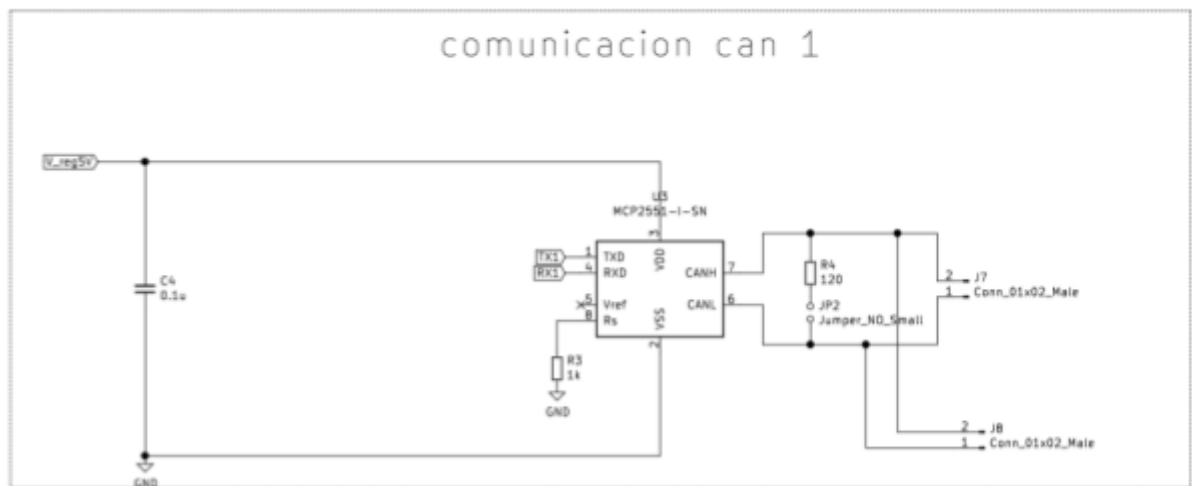 comunicacion can 1
V_reg5V
U3
MCP2551-I-SN
3
VDD
TX1
1
TXD
RX1
4
RXD
5
Vref
8
Rs
CANH
7
CANL
6
VSS
2
C4
0.1u
R3
1k
GND
R4
120
JP2
Jumper_NO_Small
2
J7
1
Conn_01x02_Male
2
J8
1
Conn_01x02_Male
GND